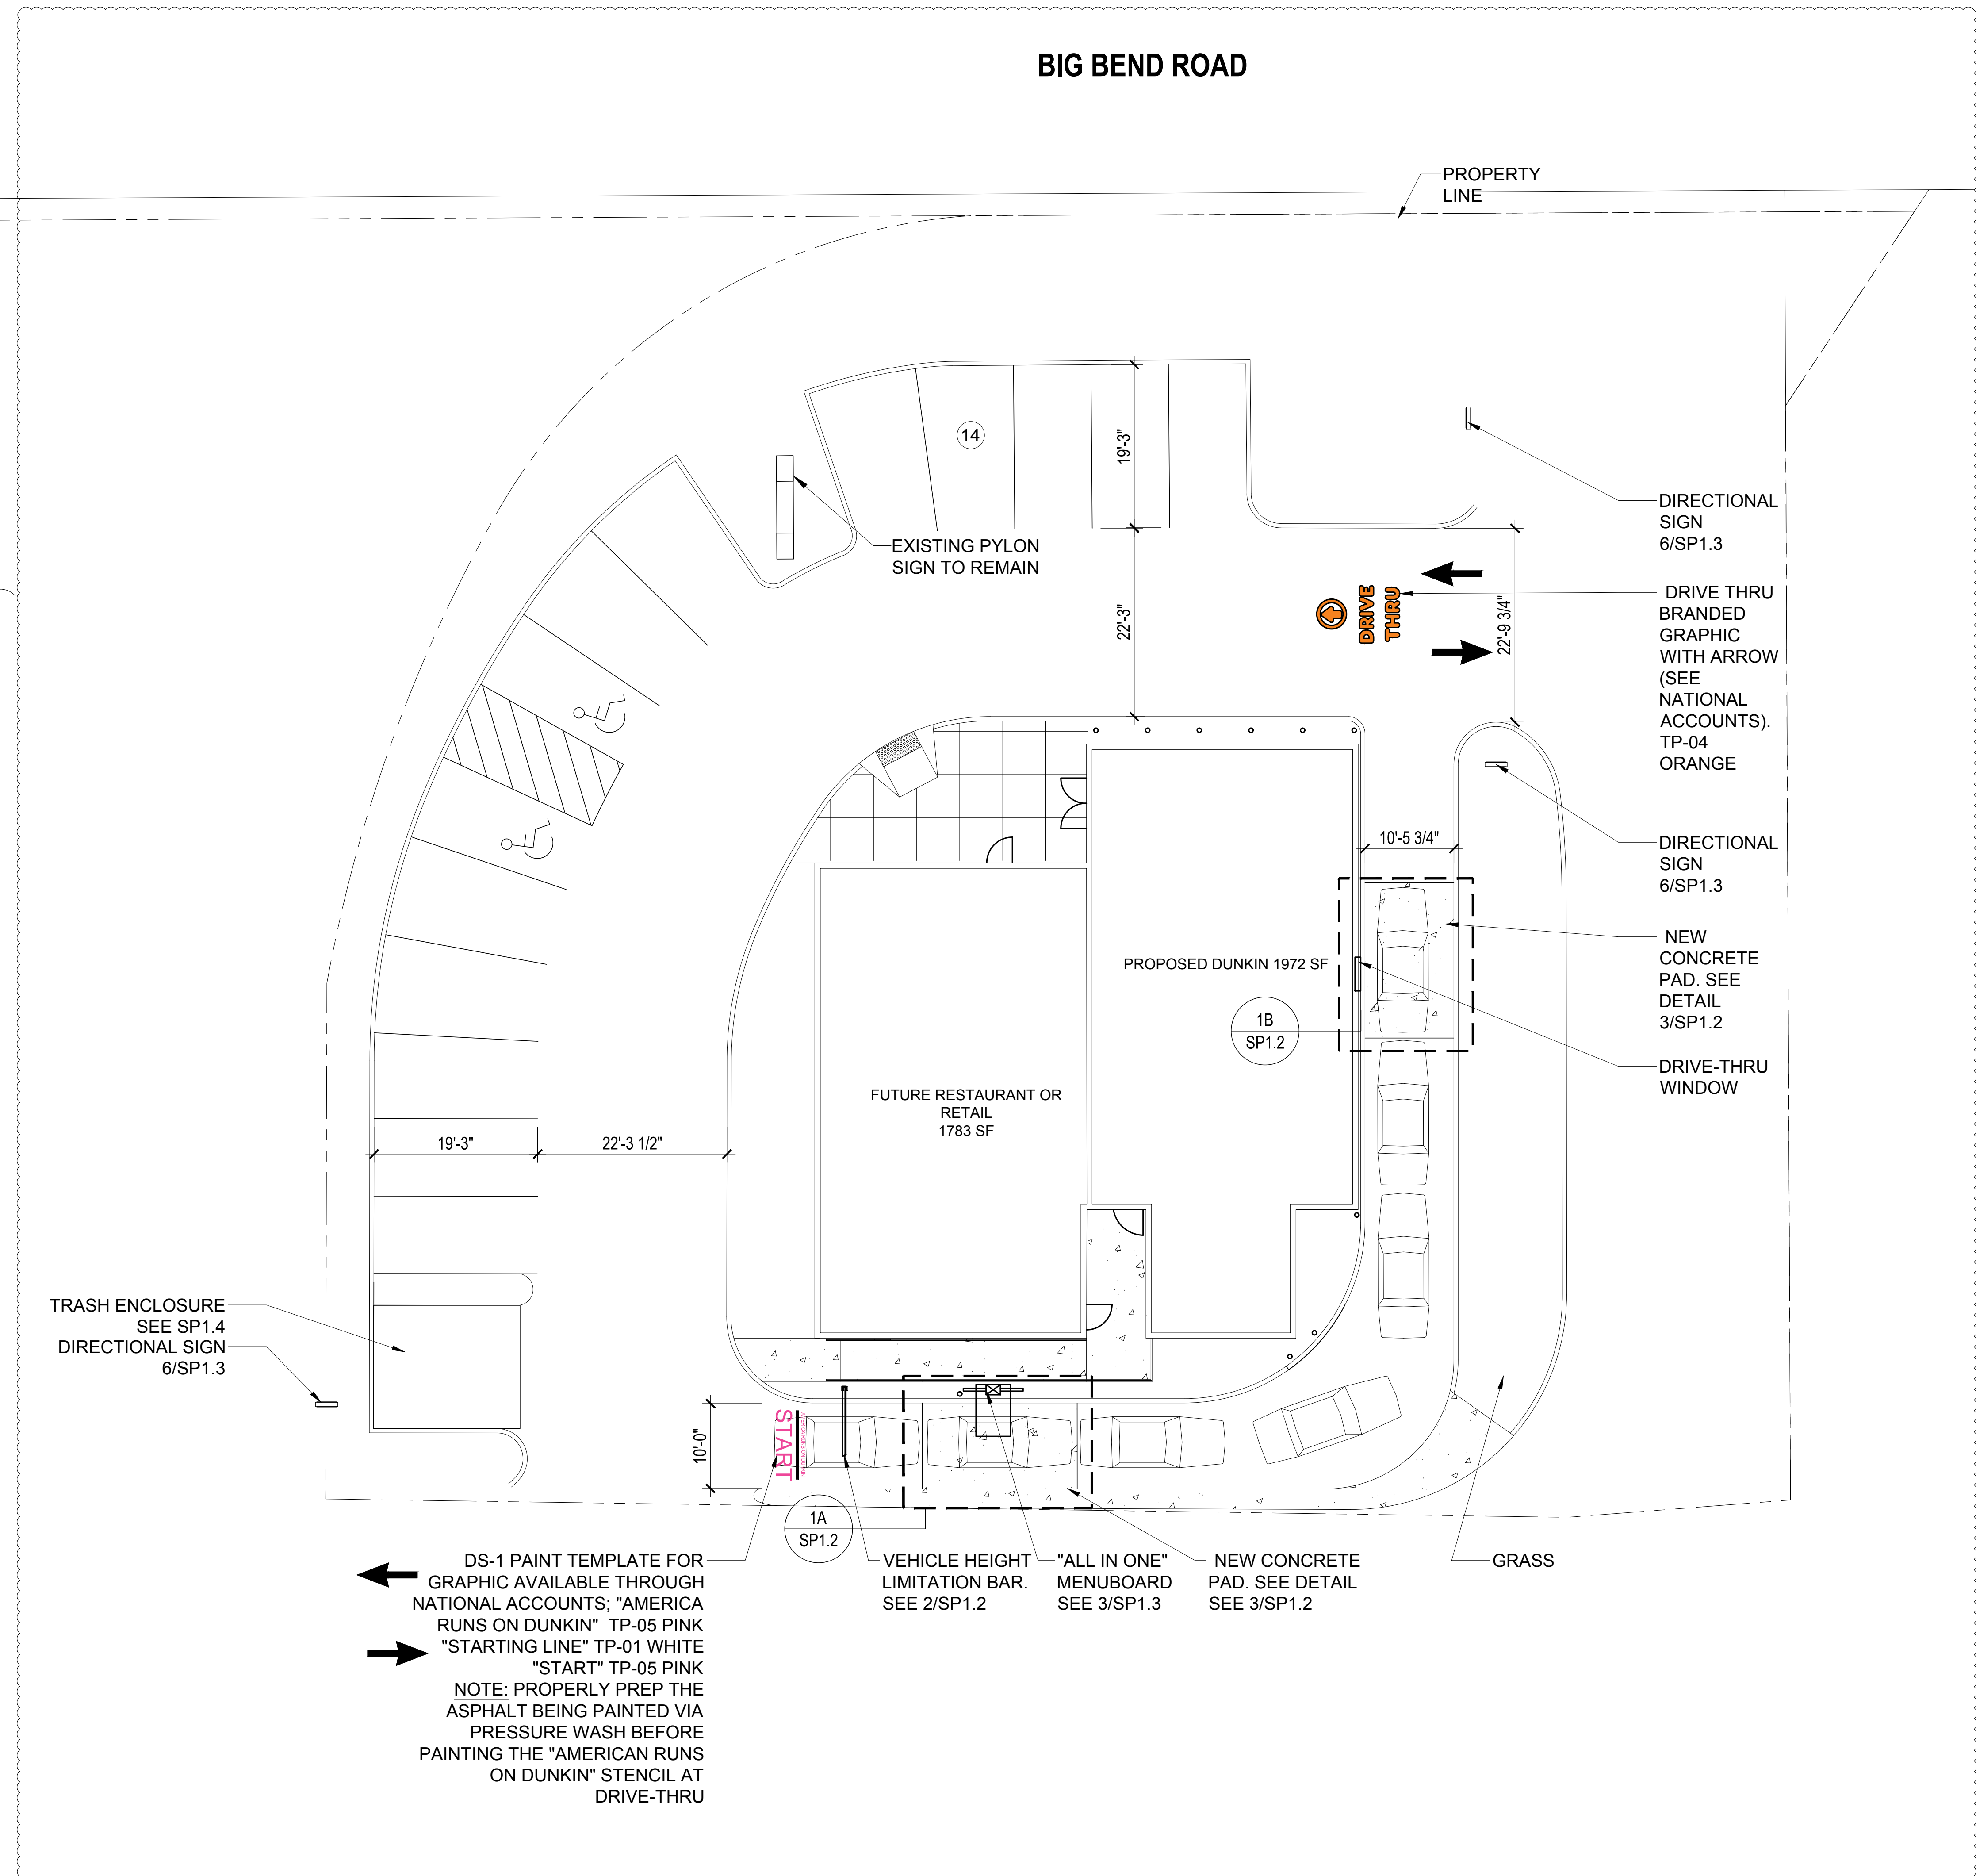 BIG BEND ROAD
PROPERTY
LINE
14
19'-3"
EXISTING PYLON
SIGN TO REMAIN
22'-3"
DRIVE
THRU
22'-9 3/4"
DIRECTIONAL
SIGN
6/SP1.3
DRIVE THRU
BRANDED
GRAPHIC
WITH ARROW
(SEE
NATIONAL
ACCOUNTS).
TP-04
ORANGE
10'-5 3/4"
DIRECTIONAL
SIGN
6/SP1.3
NEW
CONCRETE
PAD. SEE
DETAIL
3/SP1.2
PROPOSED DUNKIN 1972 SF
1B
SP1.2
DRIVE-THRU
WINDOW
FUTURE RESTAURANT OR
RETAIL
1783 SF
19'-3"
22'-3 1/2"
TRASH ENCLOSURE
SEE SP1.4
DIRECTIONAL SIGN
6/SP1.3
10'-0"
START
AMERICA RUNS ON DUNKIN'
1A
SP1.2
DS-1 PAINT TEMPLATE FOR
GRAPHIC AVAILABLE THROUGH
NATIONAL ACCOUNTS; "AMERICA
RUNS ON DUNKIN" TP-05 PINK
"STARTING LINE" TP-01 WHITE
"START" TP-05 PINK
NOTE: PROPERLY PREP THE
ASPHALT BEING PAINTED VIA
PRESSURE WASH BEFORE
PAINTING THE "AMERICAN RUNS
ON DUNKIN" STENCIL AT
DRIVE-THRU
VEHICLE HEIGHT
LIMITATION BAR.
SEE 2/SP1.2
"ALL IN ONE"
MENUBOARD
SEE 3/SP1.3
NEW CONCRETE
PAD. SEE DETAIL
SEE 3/SP1.2
GRASS